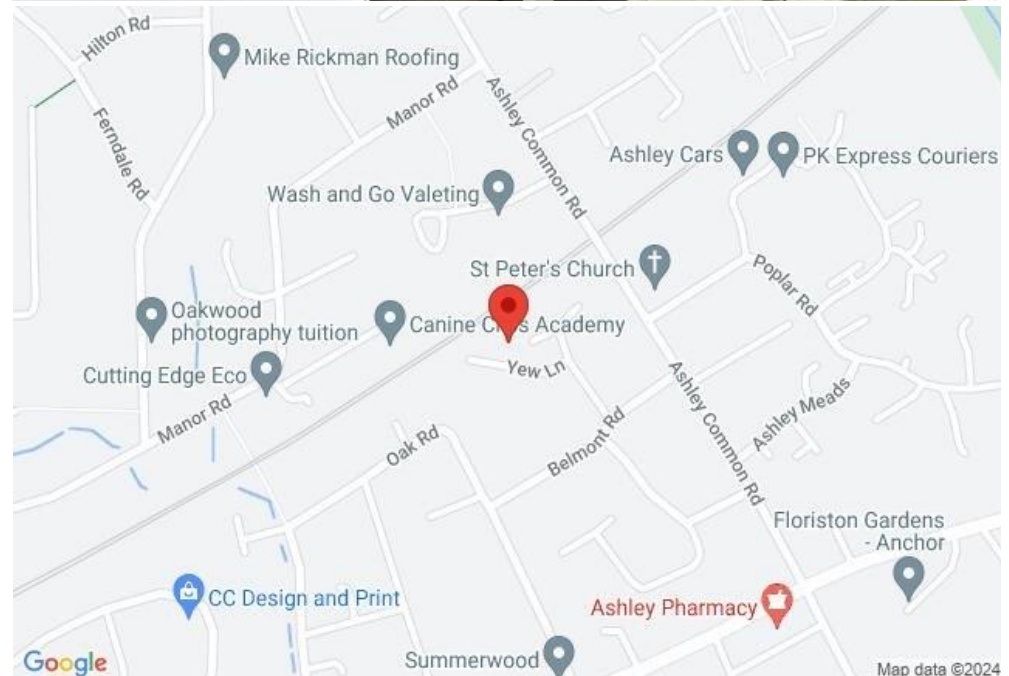 Hilton Rd
Mike Rickman Roofing
Manor Rd
Ashley Common Rd
Ferndale Rd
Ashley Cars
PK Express Couriers
Wash and Go Valeting
St Peter's Church
Poplar Rd
Oakwood
photography tuition
Canine C s Academy
Yew Ln
Cutting Edge Eco
Manor Rd
Ashley Common Rd
Ashley Meads
Oak Rd
Belmont Rd
Floriston Gardens
- Anchor
CC Design and Print
Ashley Pharmacy
Summerwood
Google
Map data ©2024